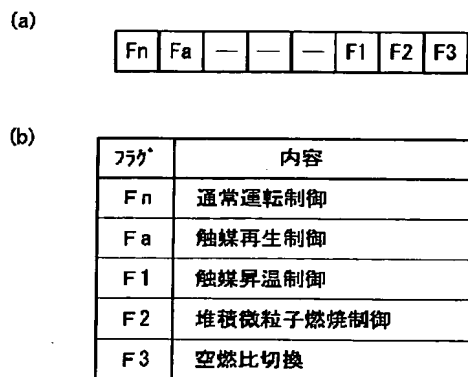 (a)
Fn Fa — — — F1 F2 F3
(b)
ﾌﾗｸﾞ 内容
Fn 通常運転制御
Fa 触媒再生制御
F1 触媒昇温制御
F2 堆積微粒子燃焼制御
F3 空燃比切換